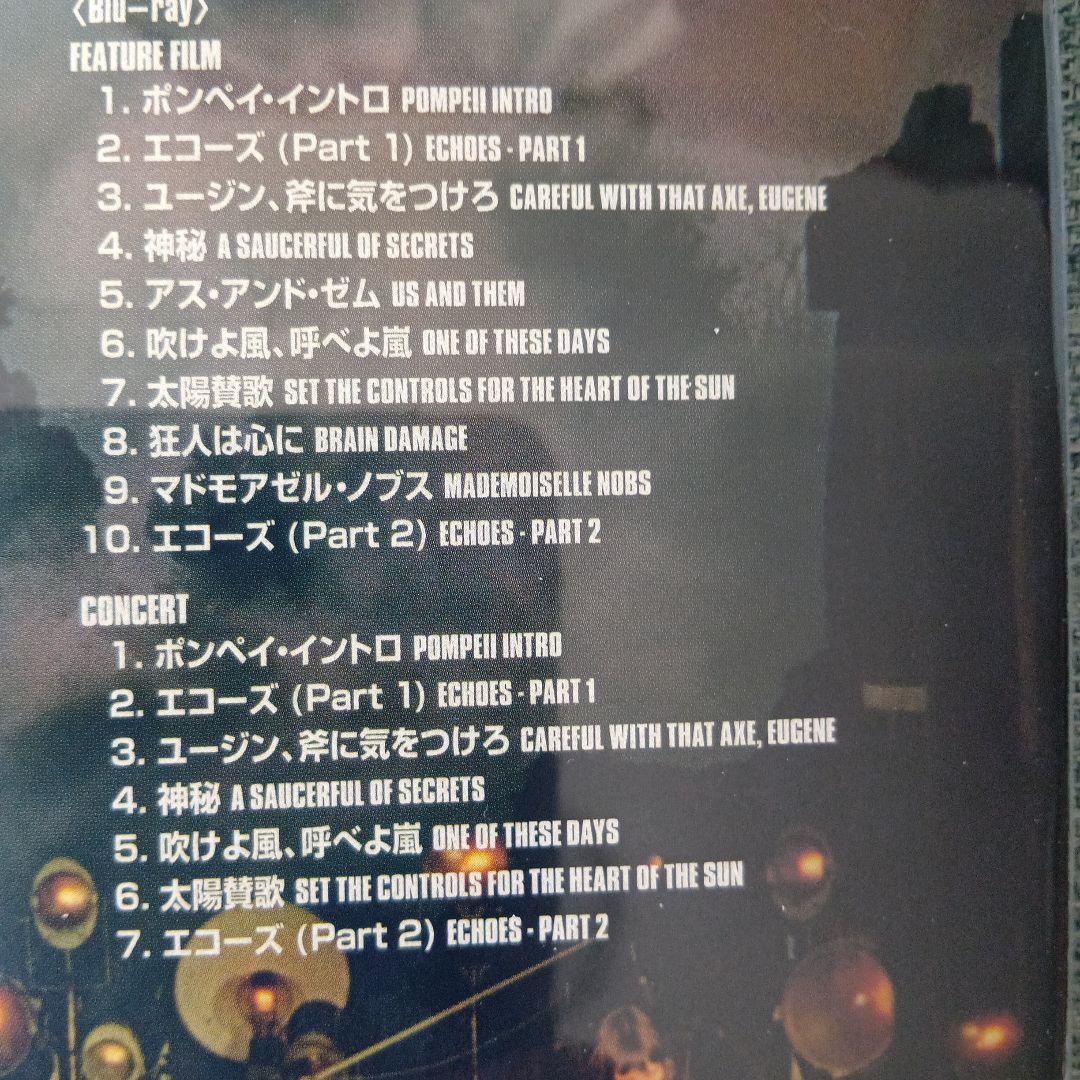 〈Blu-ray〉
FEATURE FILM
1. ポンペイ・イントロ POMPEII INTRO
2. エコーズ (Part 1) ECHOES - PART 1
3. ユージン、斧に気をつけろ CAREFUL WITH THAT AXE, EUGENE
4. 神秘 A SAUCERFUL OF SECRETS
5. アス・アンド・ゼム US AND THEM
6. 吹けよ風、呼べよ嵐 ONE OF THESE DAYS
7. 太陽賛歌 SET THE CONTROLS FOR THE HEART OF THE SUN
8. 狂人は心に BRAIN DAMAGE
9. マドモアゼル・ノブス MADEMOISELLE NOBS
10. エコーズ (Part 2) ECHOES - PART 2
CONCERT
1. ポンペイ・イントロ POMPEII INTRO
2. エコーズ (Part 1) ECHOES - PART 1
3. ユージン、斧に気をつけろ CAREFUL WITH THAT AXE, EUGENE
4. 神秘 A SAUCERFUL OF SECRETS
5. 吹けよ風、呼べよ嵐 ONE OF THESE DAYS
6. 太陽賛歌 SET THE CONTROLS FOR THE HEART OF THE SUN
7. エコーズ (Part 2) ECHOES - PART 2